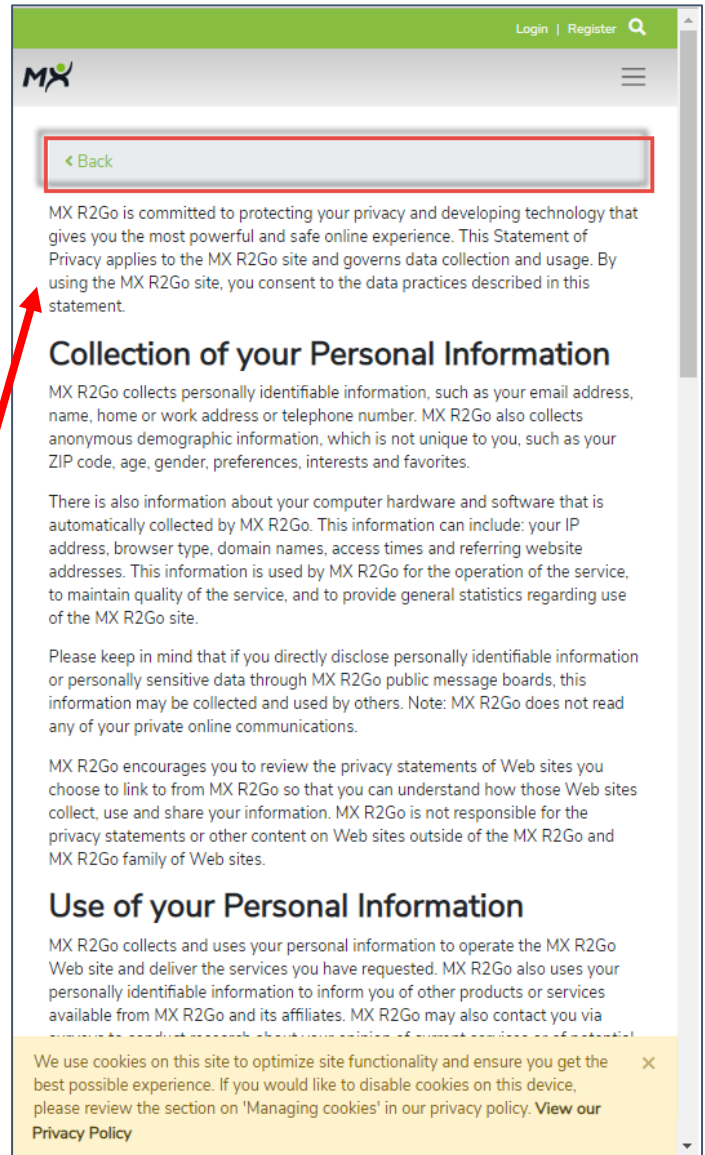 Login | Register
MX
Back
MX R2Go is committed to protecting your privacy and developing technology that
gives you the most powerful and safe online experience. This Statement of
Privacy applies to the MX R2Go site and governs data collection and usage. By
using the MX R2Go site, you consent to the data practices described in this
statement.
Collection of your Personal Information
MX R2Go collects personally identifiable information, such as your email address,
name, home or work address or telephone number. MX R2Go also collects
anonymous demographic information, which is not unique to you, such as your
ZIP code, age, gender, preferences, interests and favorites.
There is also information about your computer hardware and software that is
automatically collected by MX R2Go. This information can include: your IP
address, browser type, domain names, access times and referring website
addresses. This information is used by MX R2Go for the operation of the service,
to maintain quality of the service, and to provide general statistics regarding use
of the MX R2Go site.
Please keep in mind that if you directly disclose personally identifiable information
or personally sensitive data through MX R2Go public message boards, this
information may be collected and used by others. Note: MX R2Go does not read
any of your private online communications.
MX R2Go encourages you to review the privacy statements of Web sites you
choose to link to from MX R2Go so that you can understand how those Web sites
collect, use and share your information. MX R2Go is not responsible for the
privacy statements or other content on Web sites outside of the MX R2Go and
MX R2Go family of Web sites.
Use of your Personal Information
MX R2Go collects and uses your personal information to operate the MX R2Go
Web site and deliver the services you have requested. MX R2Go also uses your
personally identifiable information to inform you of other products or services
available from MX R2Go and its affiliates. MX R2Go may also contact you via
surveys to conduct research about your opinion of current services or of potential
We use cookies on this site to optimize site functionality and ensure you get the
best possible experience. If you would like to disable cookies on this device,
please review the section on 'Managing cookies' in our privacy policy. View our
Privacy Policy